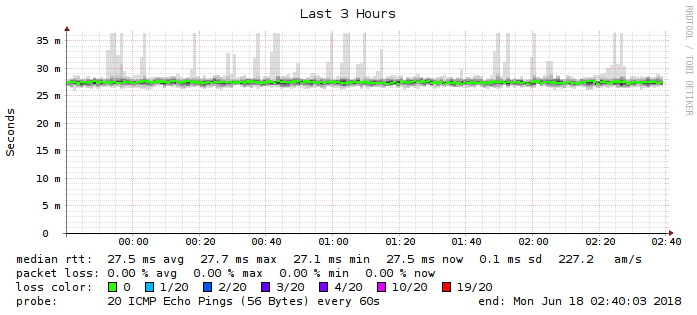 Last 3 Hours
RRDTOOL / TOBI OETIKER
Seconds
35 m
30 m
25 m
20 m
15 m
10 m
5 m
0
00:00 00:20 00:40 01:00 01:20 01:40 02:00 02:20 02:40
median rtt: 27.5 ms avg 27.7 ms max 27.1 ms min 27.5 ms now 0.1 ms sd 227.2 am/s
packet loss: 0.00 % avg 0.00 % max 0.00 % min 0.00 % now
loss color: 0 1/20 2/20 3/20 4/20 10/20 19/20
probe: 20 ICMP Echo Pings (56 Bytes) every 60s end: Mon Jun 18 02:40:03 2018